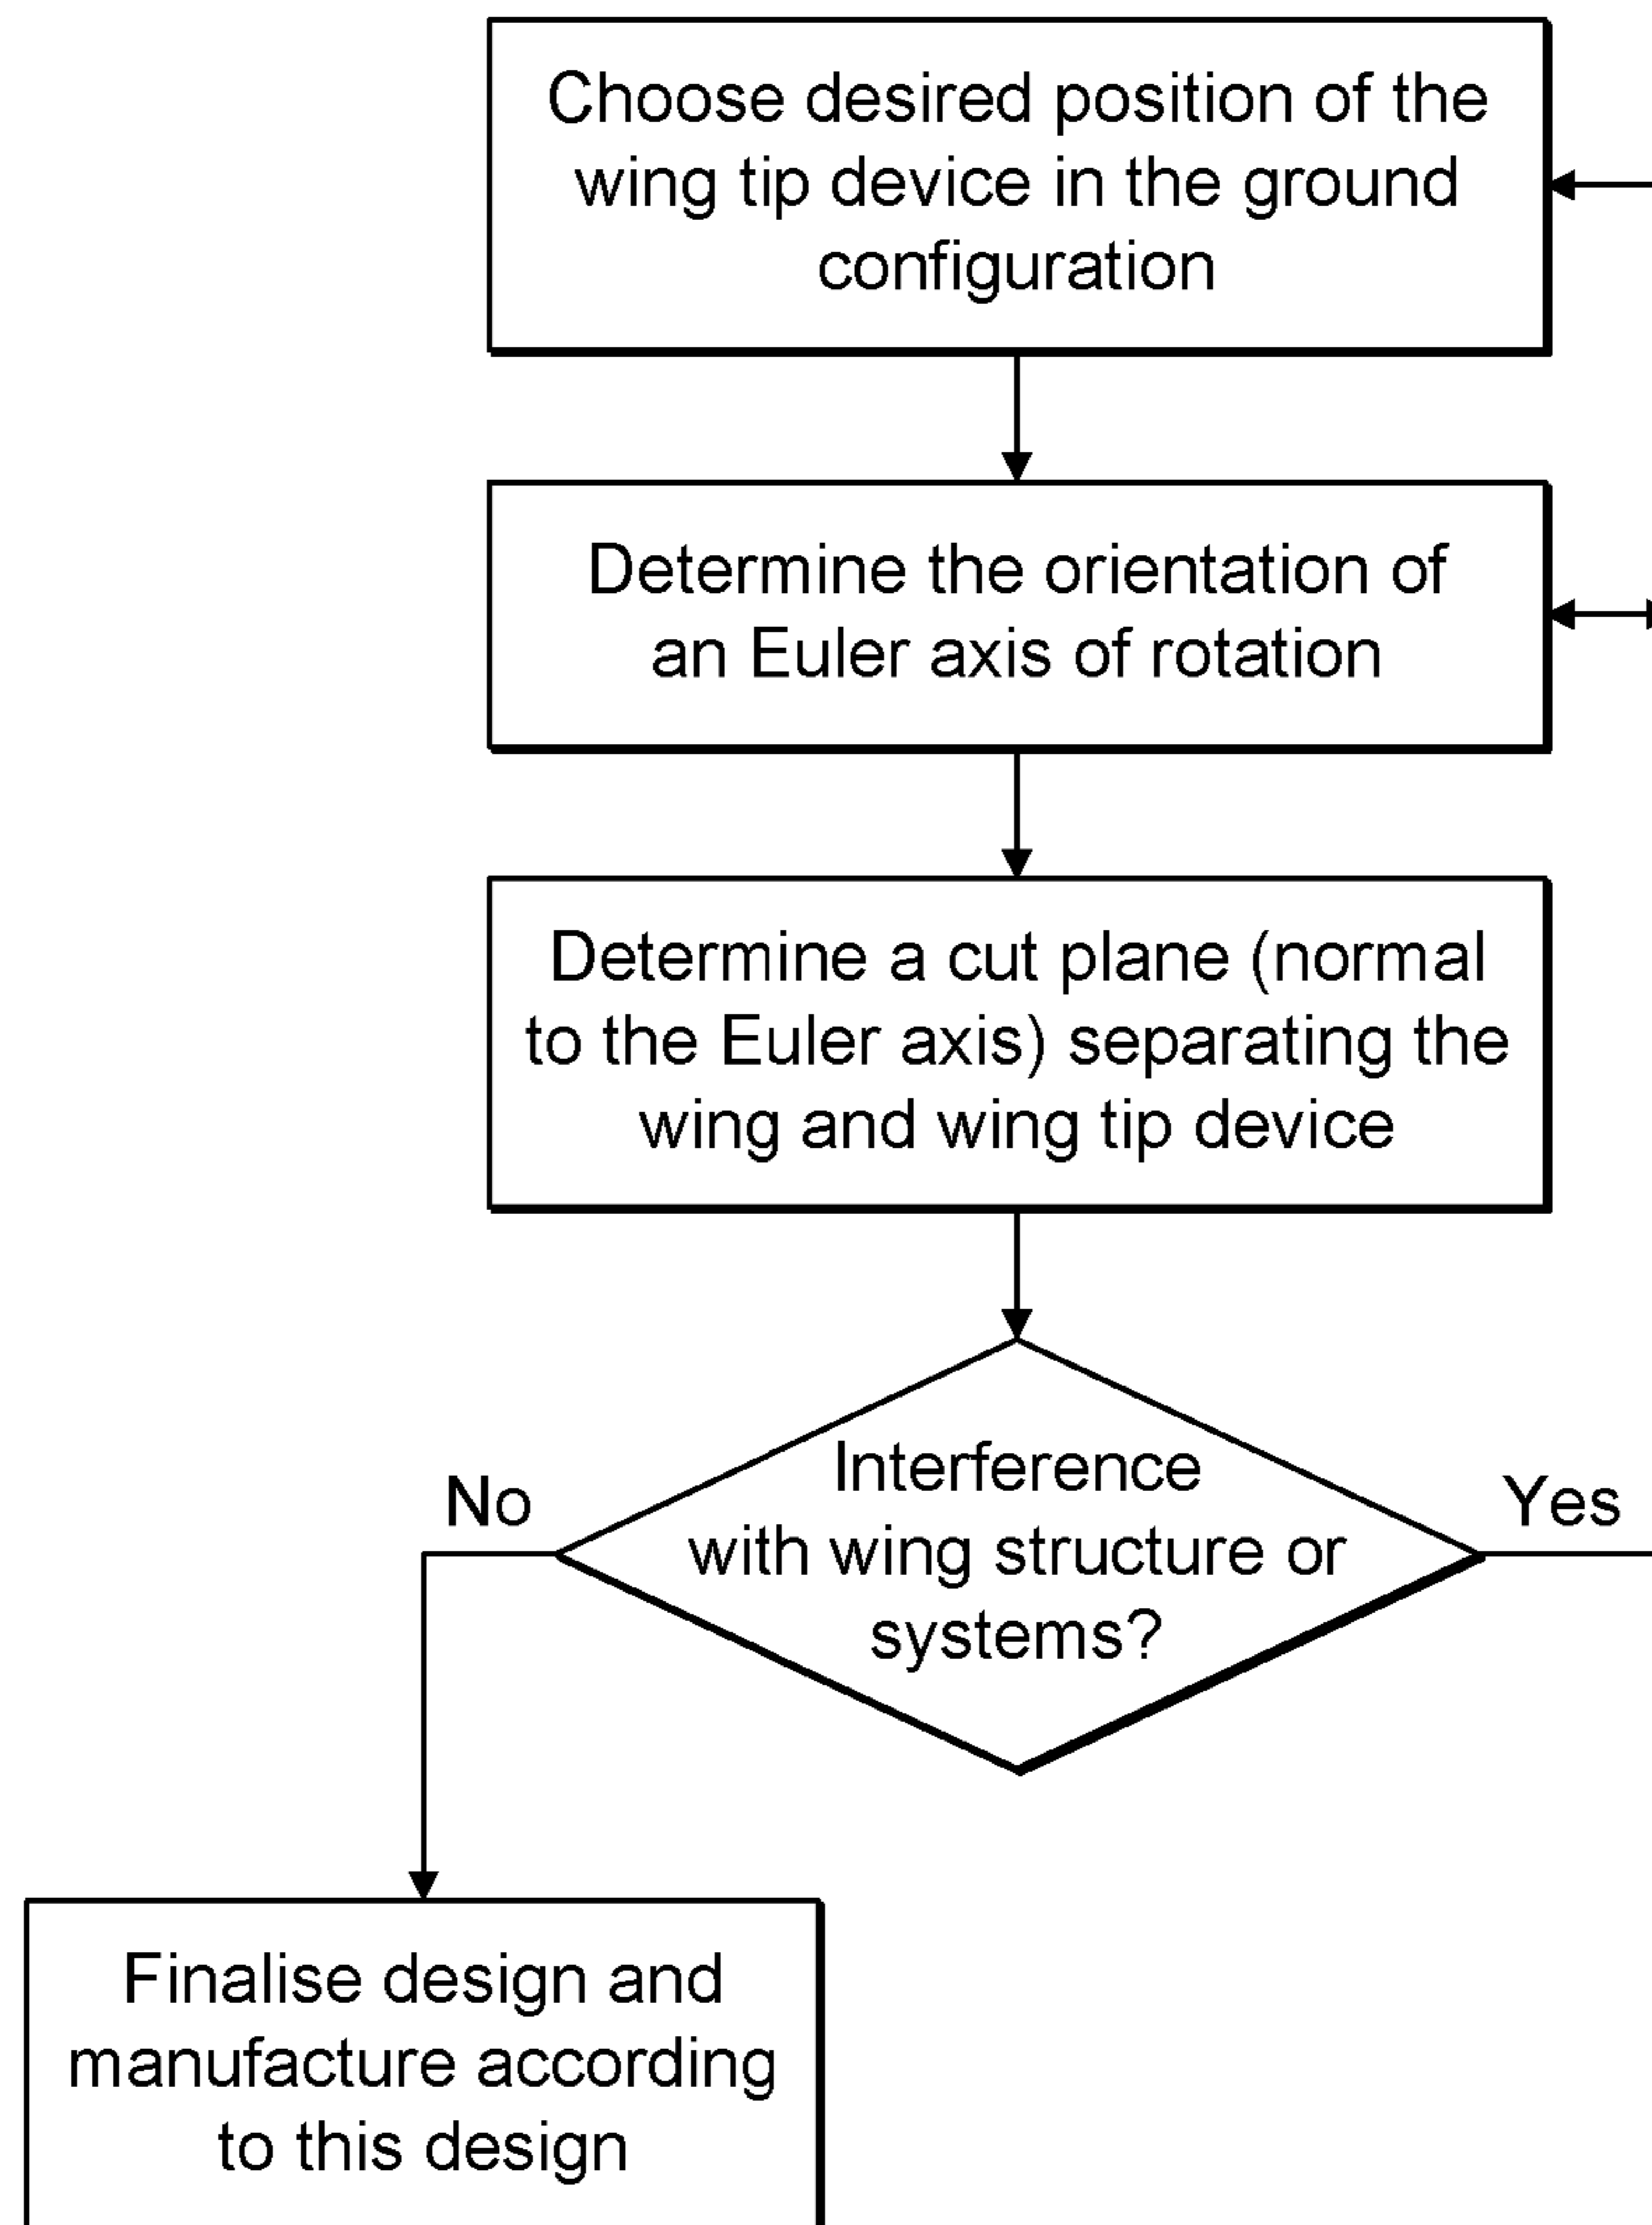 Choose desired position of the
wing tip device in the ground
configuration
Determine the orientation of
an Euler axis of rotation
Determine a cut plane (normal
to the Euler axis) separating the
wing and wing tip device
Interference
with wing structure or
systems?
No
Yes
Finalise design and
manufacture according
to this design